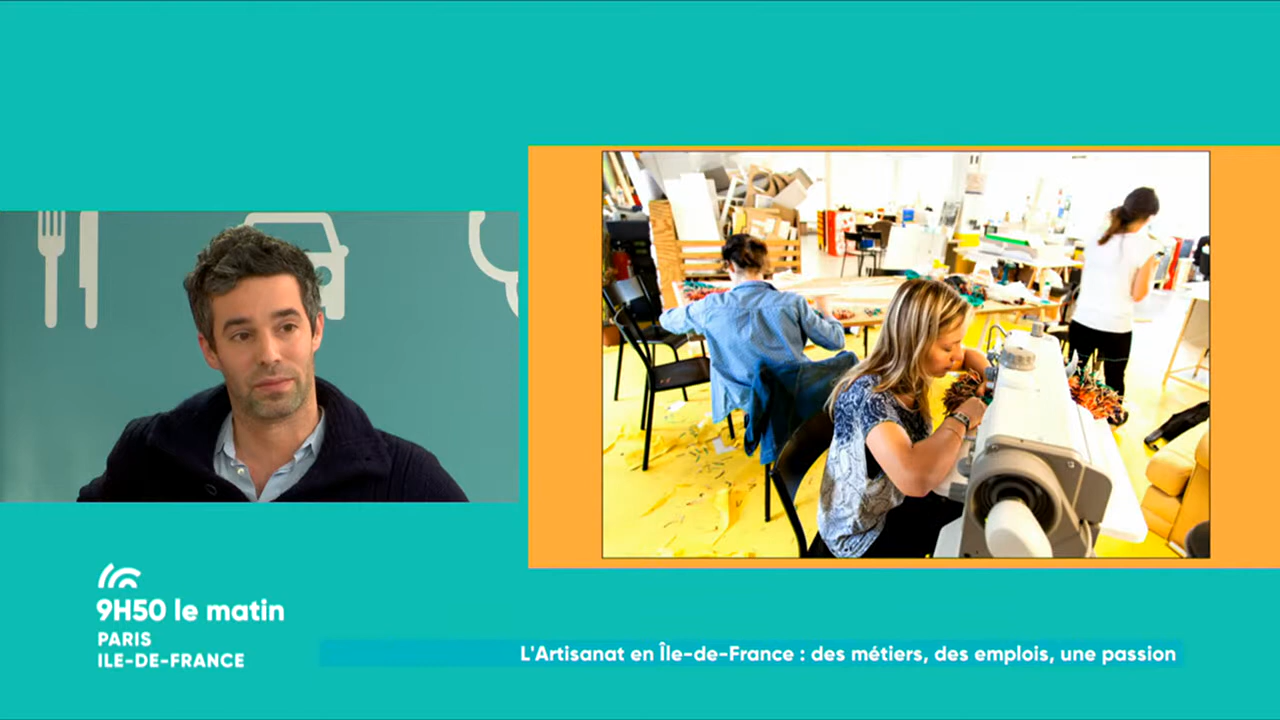 9H50 le matin
PARIS
ILE-DE-FRANCE
L'Artisanat en Île-de-France : des métiers, des emplois, une passion